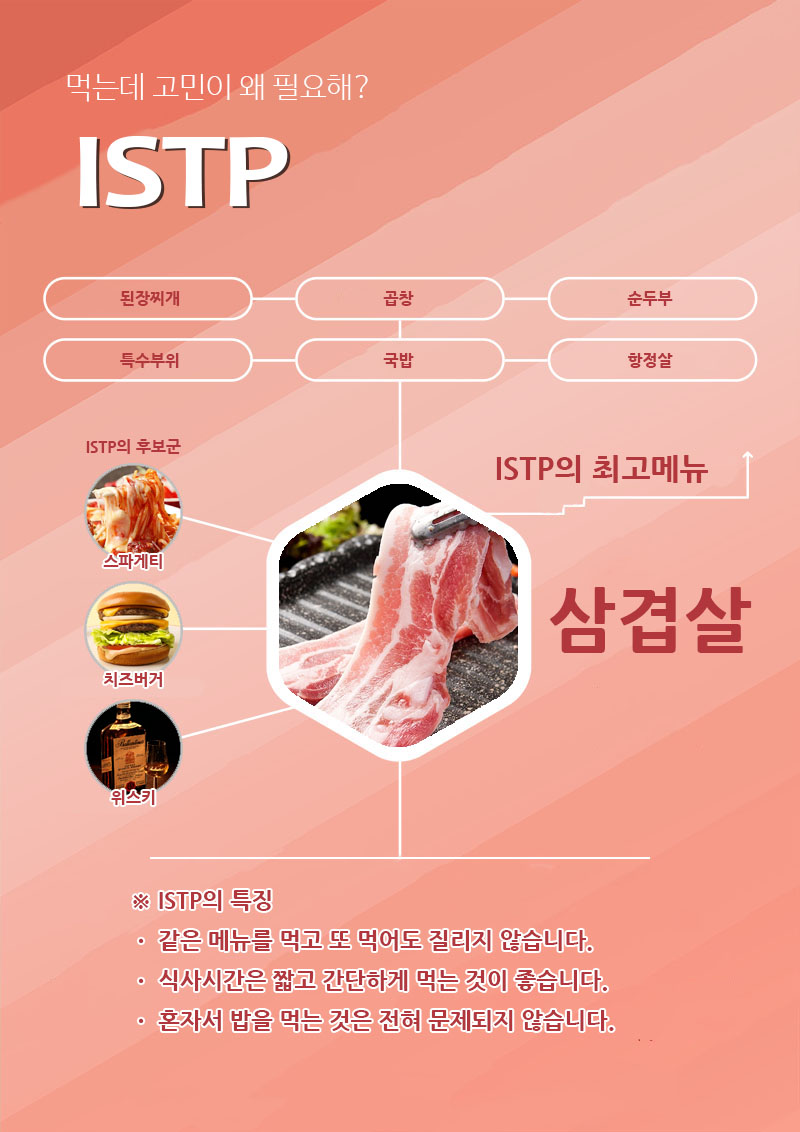 먹는데 고민이 왜 필요해?
ISTP
된장찌개 곱창 순두부
특수부위 국밥 항정살
ISTP의 후보군
ISTP의 최고메뉴
스파게티
삼겹살
치즈버거
Ballantine's
위스키
※ ISTP의 특징
· 같은 메뉴를 먹고 또 먹어도 질리지 않습니다.
· 식사시간은 짧고 간단하게 먹는 것이 좋습니다.
· 혼자서 밥을 먹는 것은 전혀 문제되지 않습니다.